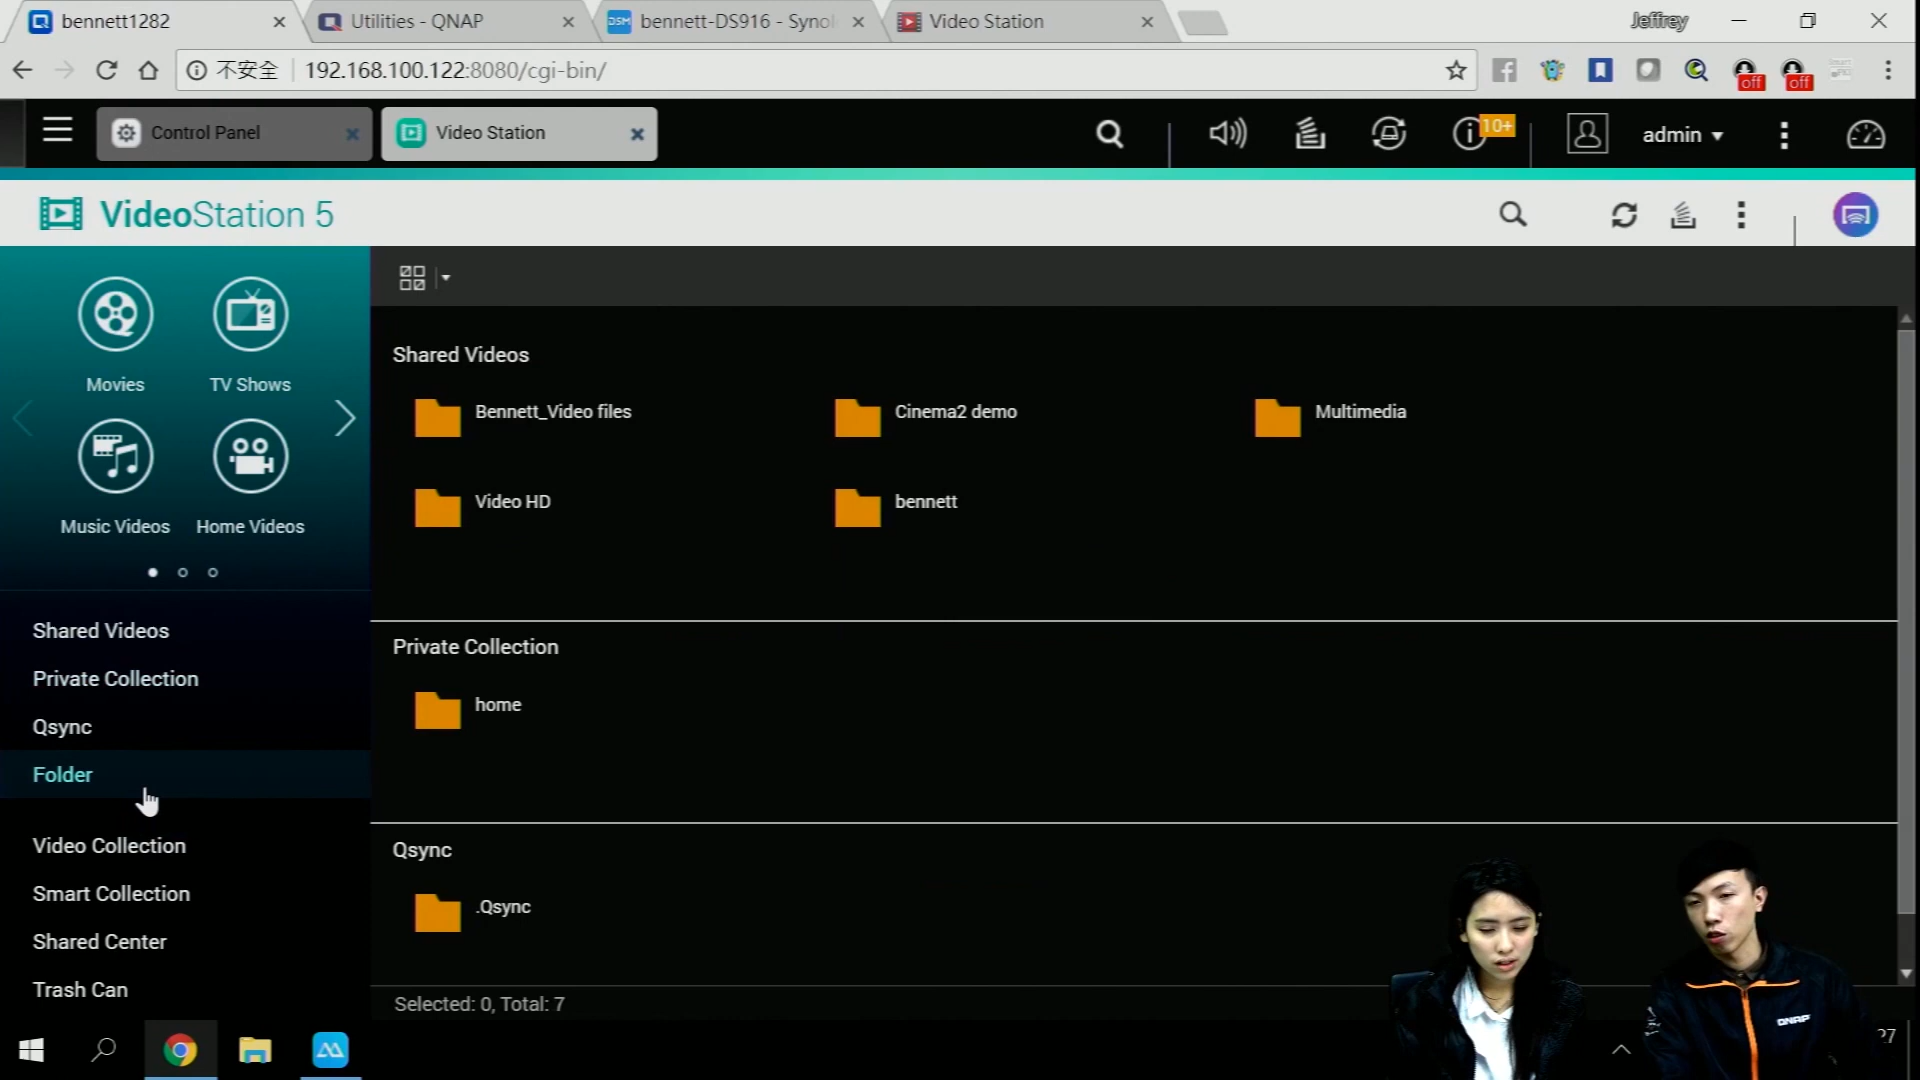 bennett1282
Utilities - QNAP
DSM
bennett-DS916 - Synol
Video Station
Jeffrey
不安全
192.168.100.122:8080/cgi-bin/
off
off
Control Panel
Video Station
10+
admin
VideoStation 5
Movies
TV Shows
Music Videos
Home Videos
Shared Videos
Private Collection
Qsync
Folder
Video Collection
Smart Collection
Shared Center
Trash Can
Shared Videos
Bennett_Video files
Cinema2 demo
Multimedia
Video HD
bennett
Private Collection
home
Qsync
.Qsync
Selected: 0, Total: 7
QNAP
27